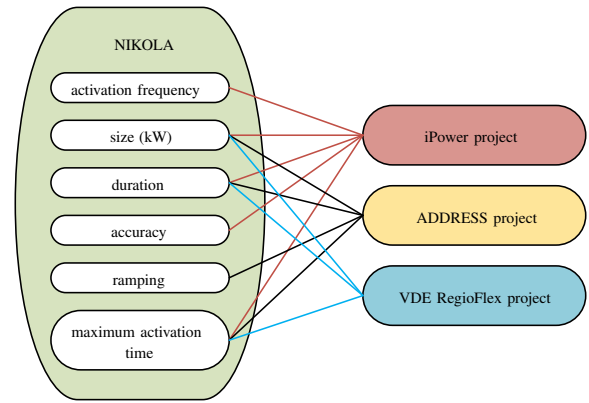 NIKOLA
activation frequency
size (kW)
duration
accuracy
ramping
maximum activation
time
iPower project
ADDRESS project
VDE RegioFlex project